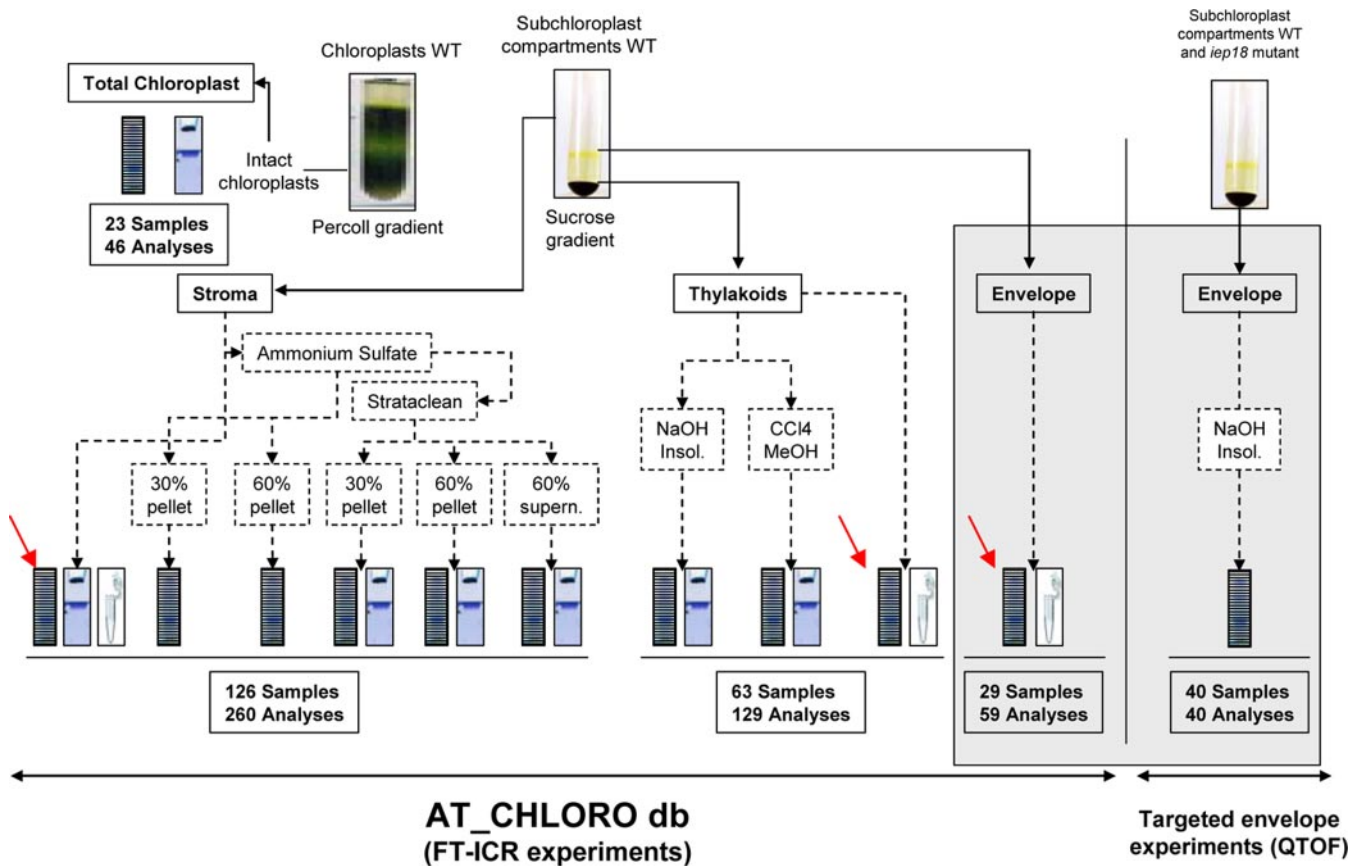 Chloroplasts WT
Subchloroplast
compartments WT
Subchloroplast
compartments WT
and iep18 mutant
Total Chloroplast
Intact
chloroplasts
23 Samples
46 Analyses
Percoll gradient
Sucrose
gradient
Stroma
Thylakoids
Envelope
Envelope
Ammonium Sulfate
Strataclean
NaOH
Insol.
CCl4
MeOH
NaOH
Insol.
30%
pellet
60%
pellet
30%
pellet
60%
pellet
60%
supern.
126 Samples
260 Analyses
63 Samples
129 Analyses
29 Samples
59 Analyses
40 Samples
40 Analyses
AT_CHLORO db
(FT-ICR experiments)
Targeted envelope
experiments (QTOF)